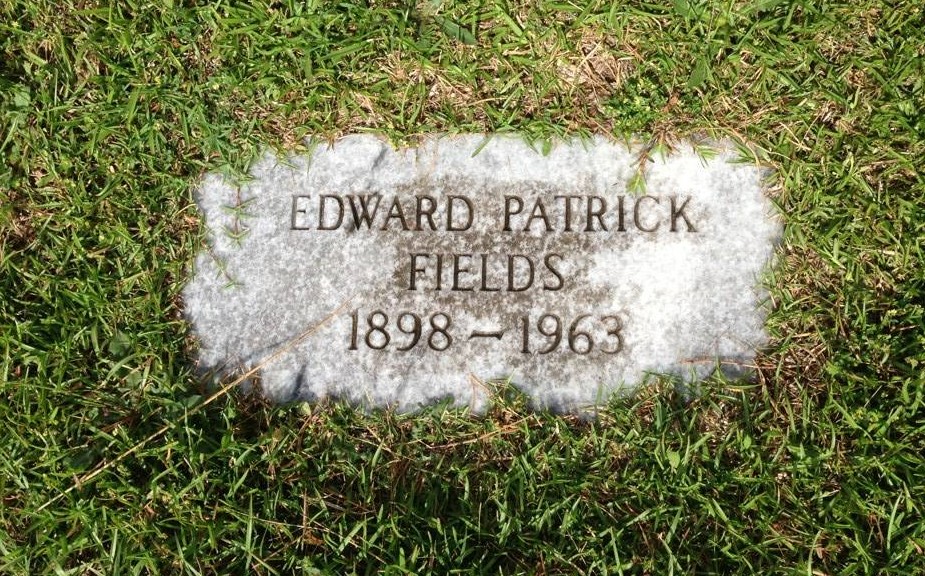 EDWARD PATRICK
FIELDS
1898 – 1963